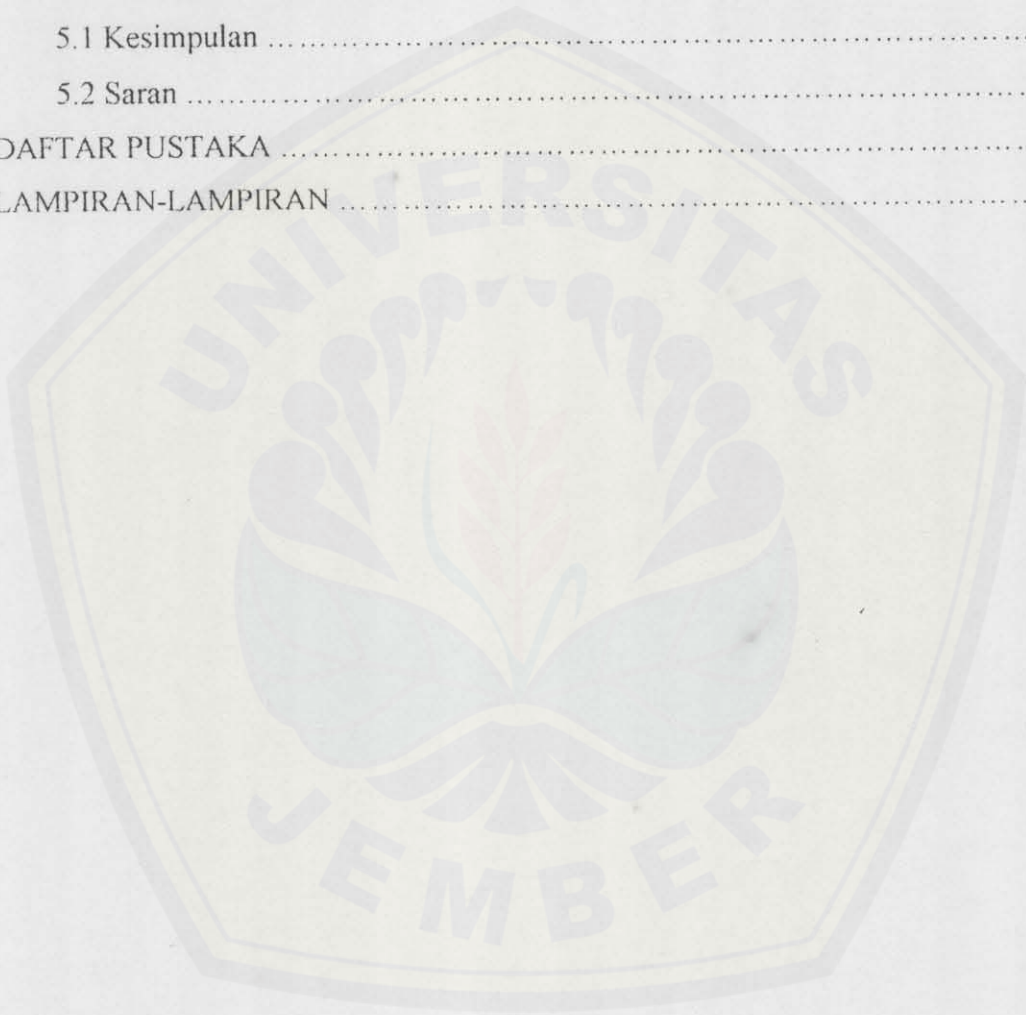 5.1 Kesimpulan ........................................................................
5.2 Saran ........................................................................
DAFTAR PUSTAKA ........................................................................
LAMPIRAN-LAMPIRAN ........................................................................
UNIVERSITAS
JEMBER